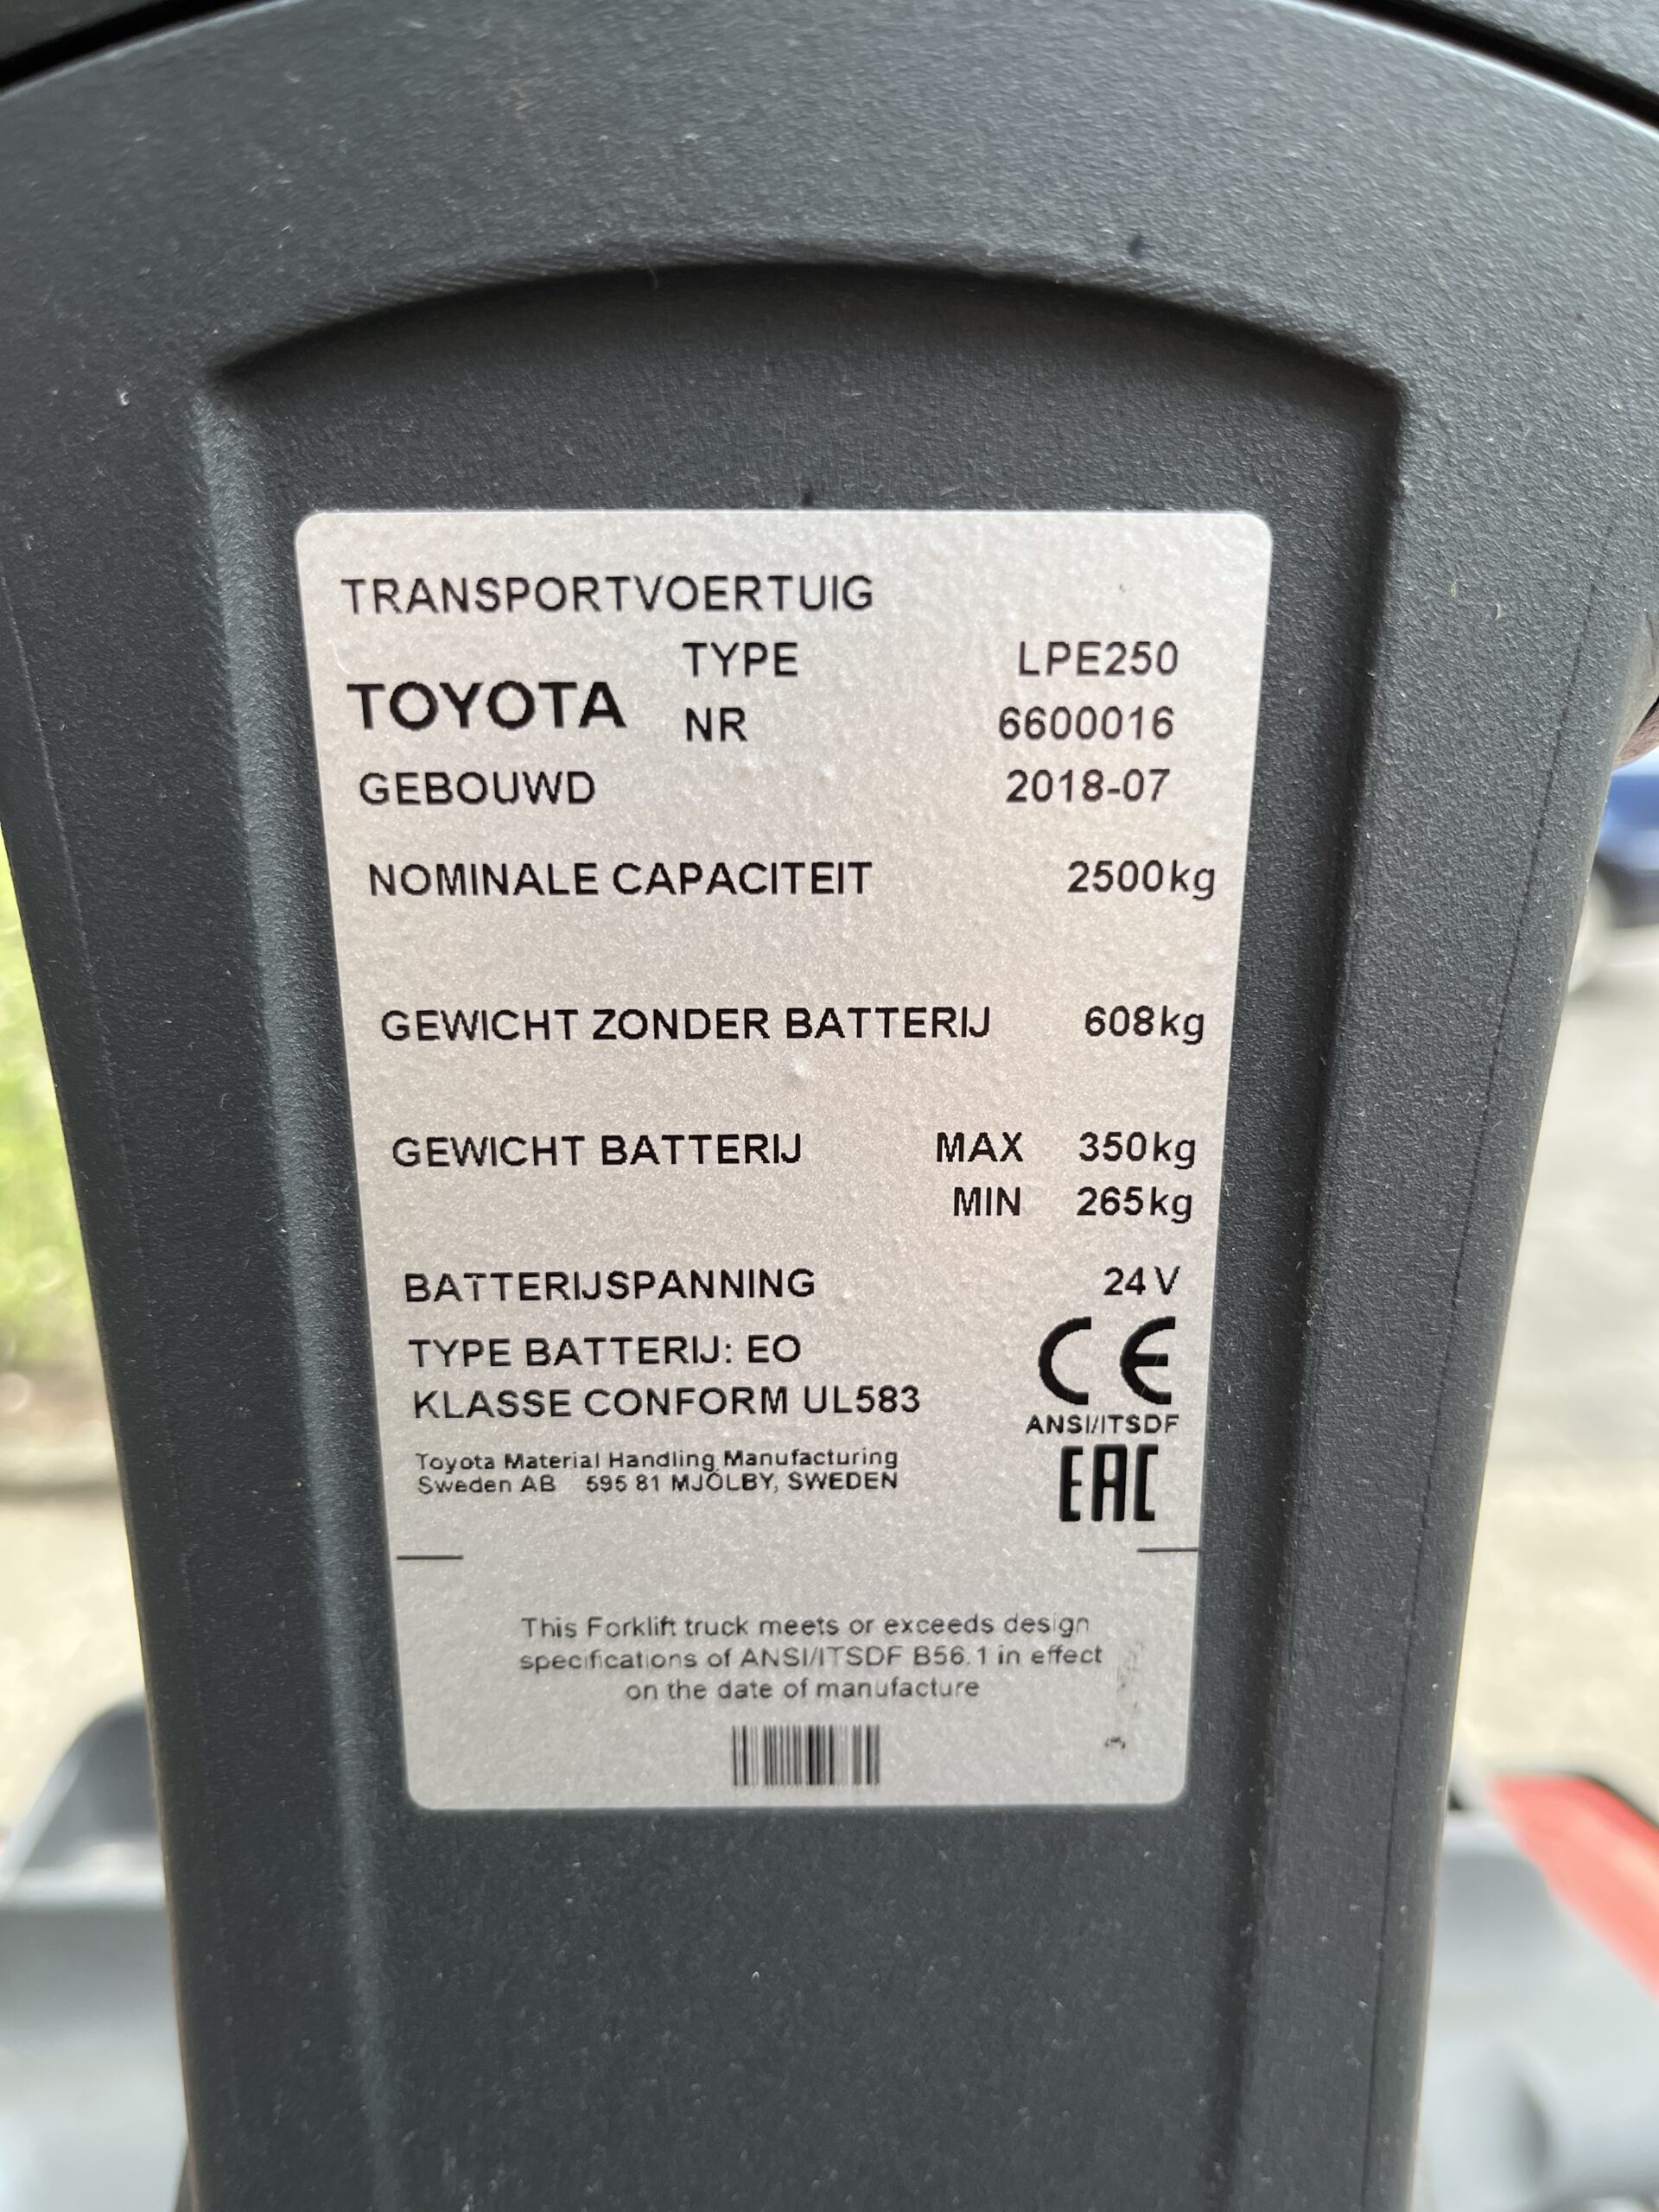 TRANSPORTVOERTUIG
TYPE LPE250
TOYOTA
NR 6600016
GEBOUWD 2018-07
NOMINALE CAPACITEIT 2500kg
GEWICHT ZONDER BATTERIJ 608kg
GEWICHT BATTERIJ MAX 350kg
MIN 265kg
BATTERIJSPANNING 24V
TYPE BATTERIJ: EO
KLASSE CONFORM UL583
CE
ANSI/ITSDF
EAC
Toyota Material Handling Manufacturing
Sweden AB 595 81 MJÖLBY, SWEDEN
This Forklift truck meets or exceeds design
specifications of ANSI/ITSDF B56.1 in effect
on the date of manufacture